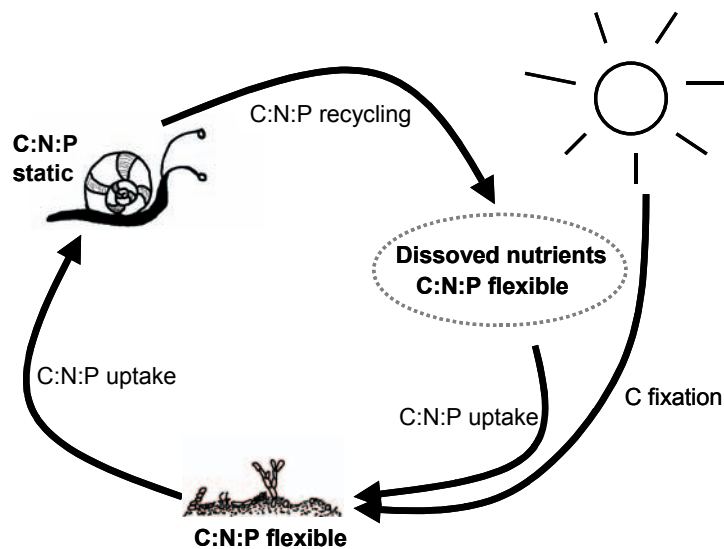 C:N:P recycling
C:N:P
static
Dissoved nutrients
C:N:P flexible
C:N:P uptake
C fixation
C:N:P uptake
C:N:P flexible